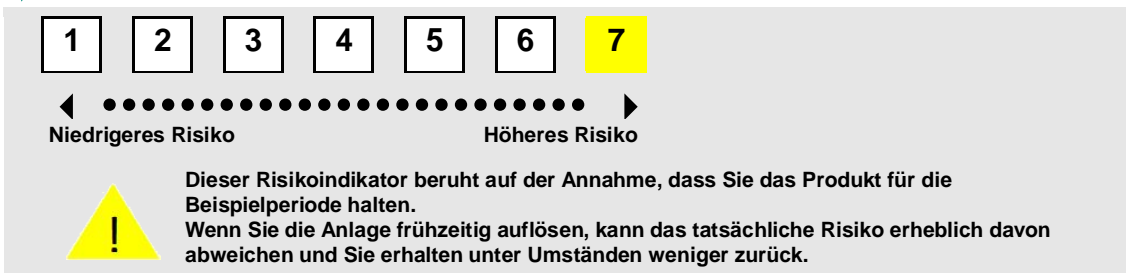 1 2 3 4 5 6 7
Niedrigeres Risiko Höheres Risiko
Dieser Risikoindikator beruht auf der Annahme, dass Sie das Produkt für die
Beispielperiode halten.
! Wenn Sie die Anlage frühzeitig auflösen, kann das tatsächliche Risiko erheblich davon
abweichen und Sie erhalten unter Umständen weniger zurück.